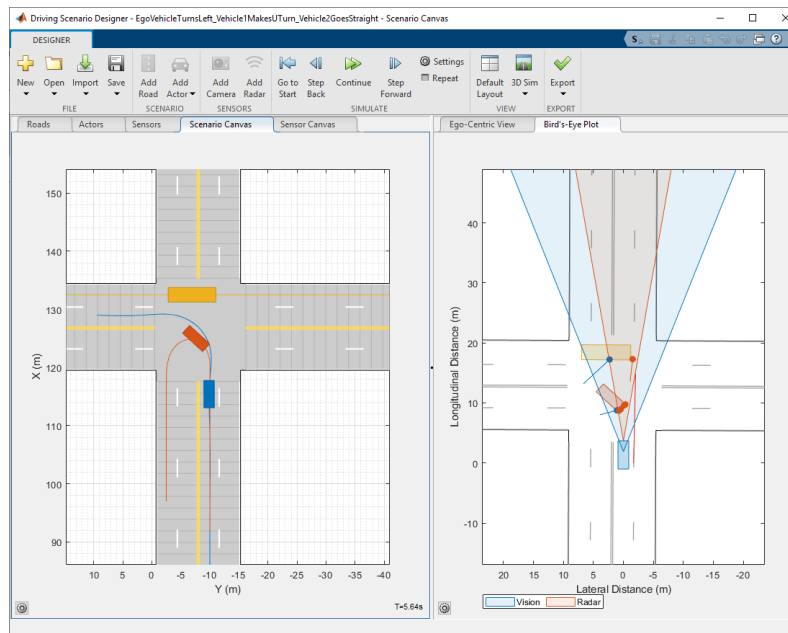 Driving Scenario Designer - EgoVehicleTurnsLeft_Vehicle1MakesUTurn_Vehicle2GoesStraight - Scenario Canvas
DESIGNER
New
Open
Import
Save
Add Road
Add Actor
Add Camera
Add Radar
Go to Start
Step Back
Continue
Step Forward
Settings
Repeat
Default Layout
3D Sim
Export
FILE
SCENARIO
SENSORS
SIMULATE
VIEW
EXPORT
Roads
Actors
Sensors
Scenario Canvas
Sensor Canvas
Ego-Centric View
Bird's-Eye Plot
150
140
130
120
110
100
90
X (m)
10 5 0 -5 -10 -15 -20 -25 -30 -35 -40
Y (m)
T=5.64s
40
30
20
10
0
-10
Longitudinal Distance (m)
20 15 10 5 0 -5 -10 -15 -20
Lateral Distance (m)
Vision
Radar